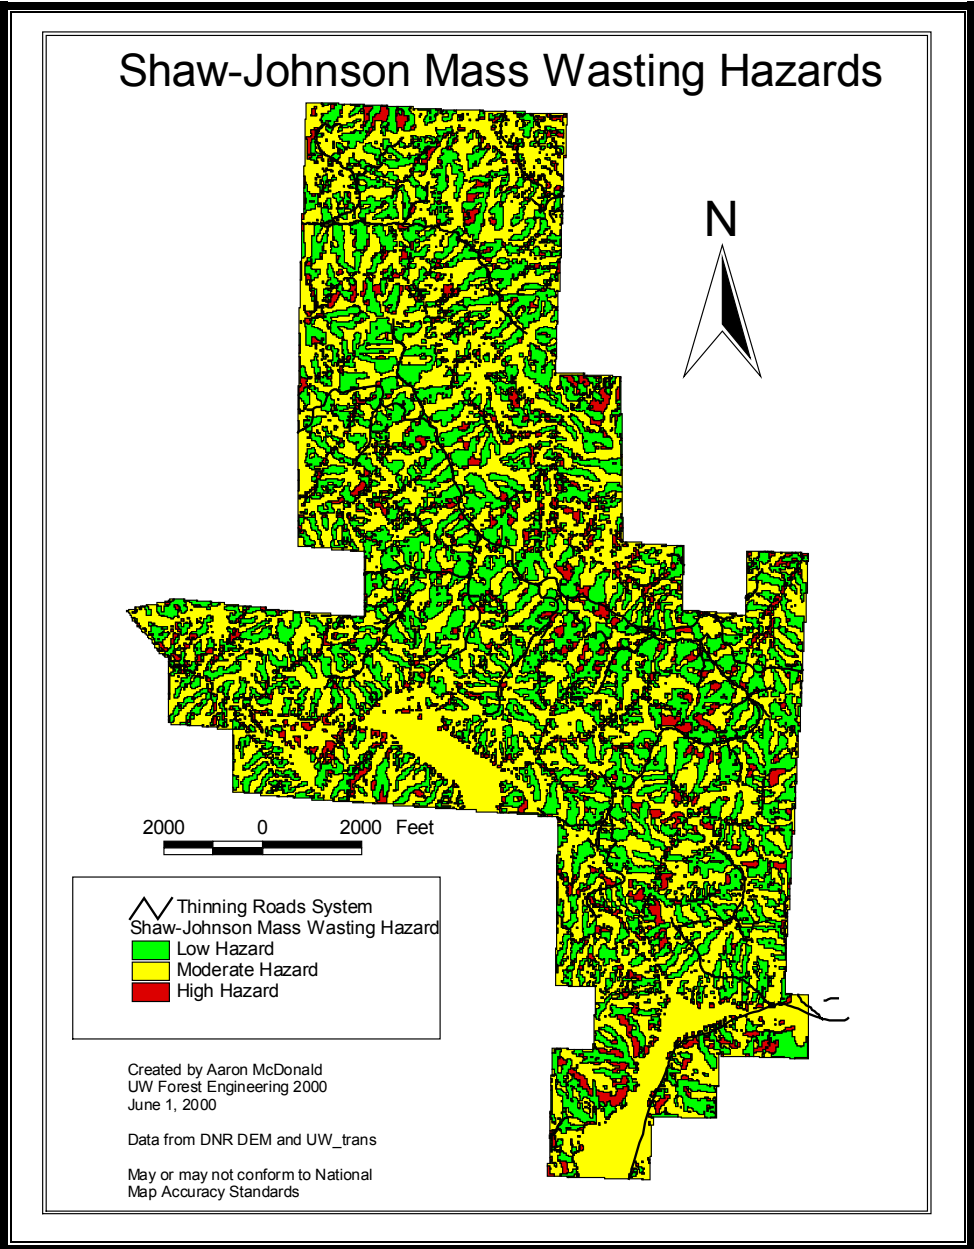 Shaw-Johnson Mass Wasting Hazards
N
2000 0 2000 Feet
Thinning Roads System
Shaw-Johnson Mass Wasting Hazard
Low Hazard
Moderate Hazard
High Hazard
Created by Aaron McDonald
UW Forest Engineering 2000
June 1, 2000
Data from DNR DEM and UW_trans
May or may not conform to National
Map Accuracy Standards